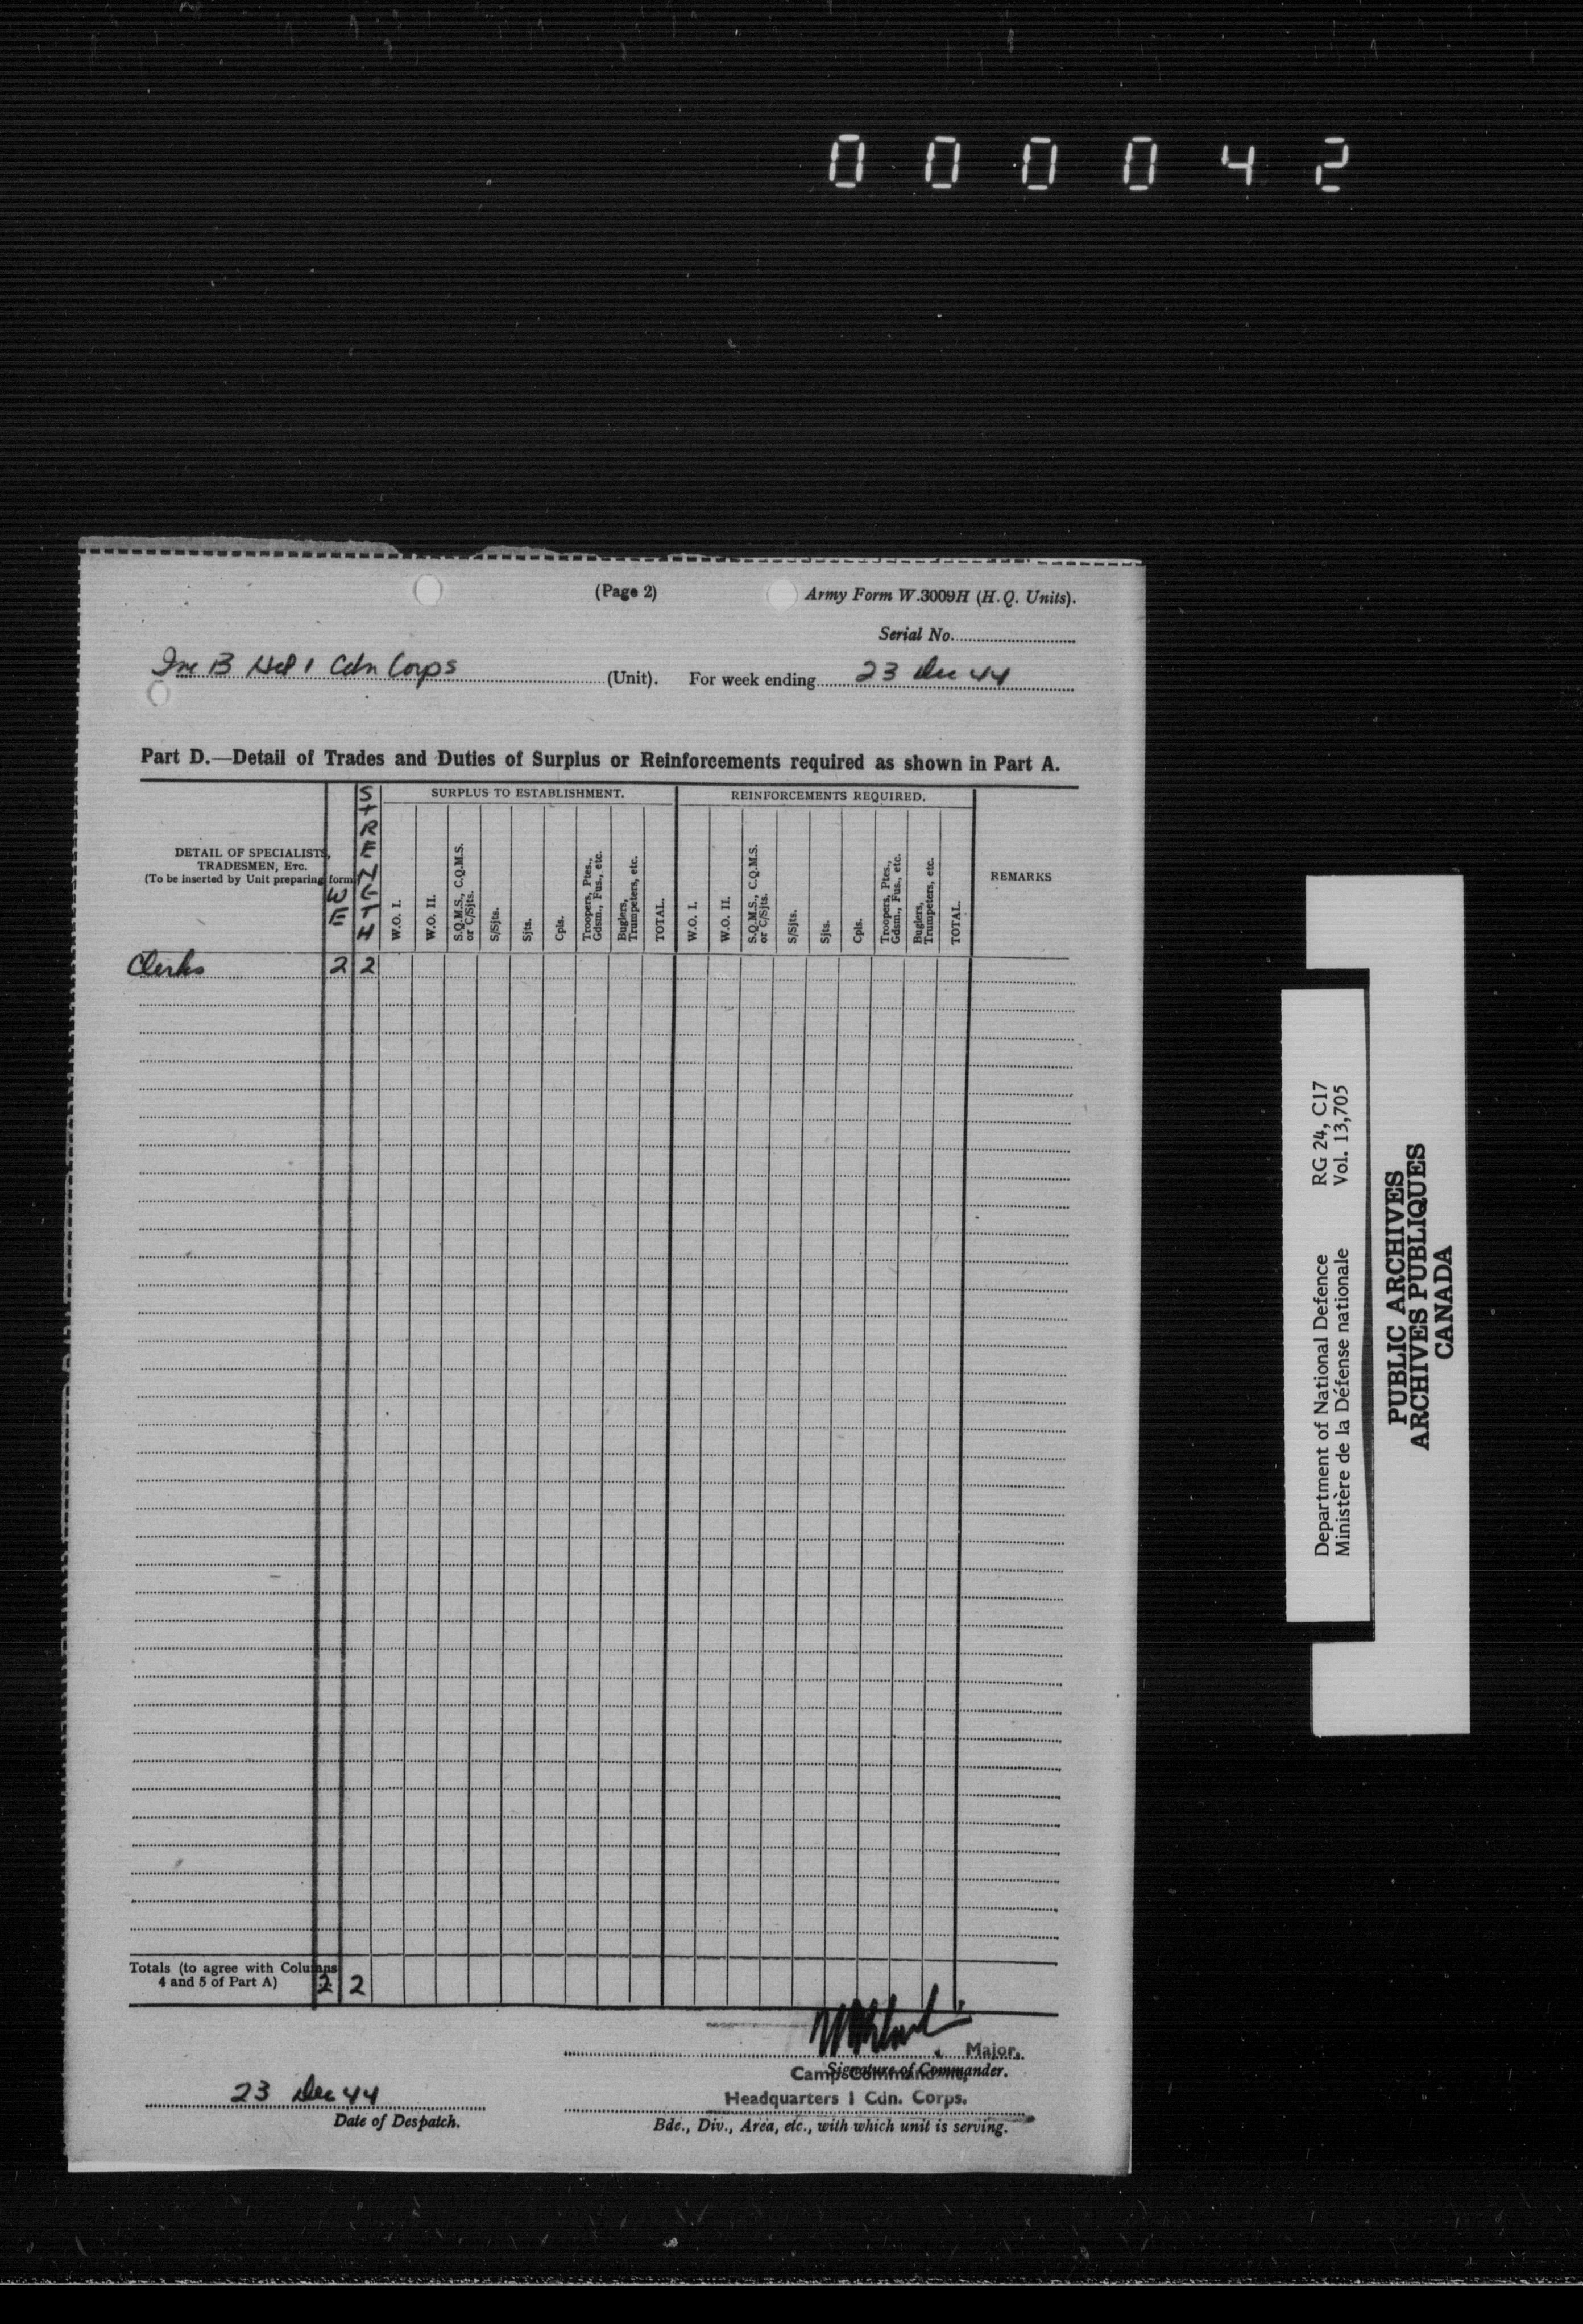 000042
(Page 2)
Army Form W.3009H (H.Q. Units).
Serial No.
Inc B Hd 1 Cdn Corps (Unit). For week ending 23 Dec 44
Part D.—Detail of Trades and Duties of Surplus or Reinforcements required as shown in Part A.
DETAIL OF SPECIALISTS,
TRADESMEN, Etc.
(To be inserted by Unit preparing form
WE
STRENGTH
SURPLUS TO ESTABLISHMENT.
W.O. I.
W.O. II.
S.Q.M.S., C.Q.M.S.
or C/Sjts.
S/Sjts.
Sjts.
Cpls.
Troopers, Ptes.,
Gdsm., Fus., etc.
Buglers,
Trumpeters, etc.
TOTAL.
REINFORCEMENTS REQUIRED.
W.O. I.
W.O. II.
S.Q.M.S., C.Q.M.S.
or C/Sjts.
S/Sjts.
Sjts.
Cpls.
Troopers, Ptes.,
Gdsm., Fus., etc.
Buglers,
Trumpeters, etc.
TOTAL.
REMARKS
Clerks 2 2
Totals (to agree with Columns
4 and 5 of Part A) 2 2
Major.
Signature of Commander.
Camp Commandant,
Headquarters 1 Cdn. Corps.
Bde., Div., Area, etc., with which unit is serving.
23 Dec 44
Date of Despatch.
Department of National Defence RG 24, C17
Ministère de la Défense nationale Vol. 13,705
PUBLIC ARCHIVES
ARCHIVES PUBLIQUES
CANADA